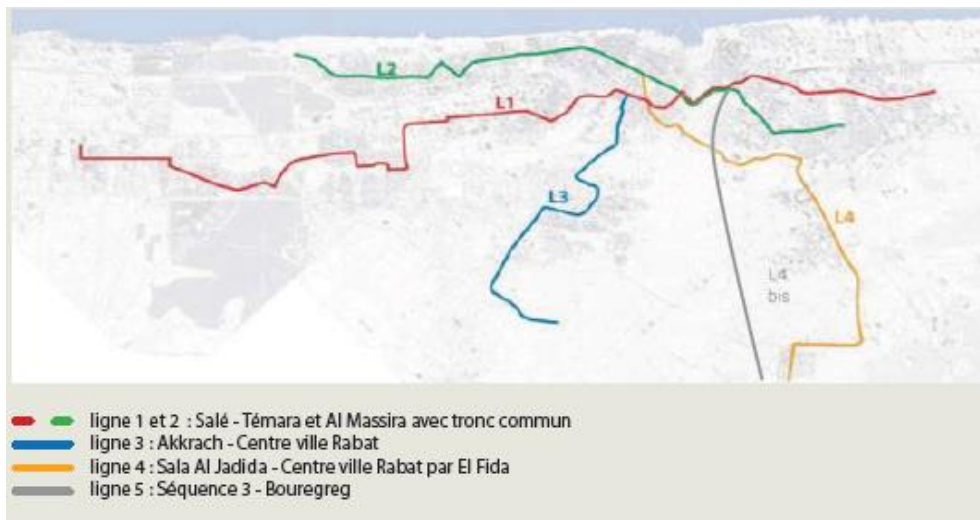 L2
L1
L3
L4
L4
bis
ligne 1 et 2 : Salé - Témara et Al Massira avec tronc commun
ligne 3 : Akkrach - Centre ville Rabat
ligne 4 : Sala Al Jadida - Centre ville Rabat par El Fida
ligne 5 : Séquence 3 - Bouregreg